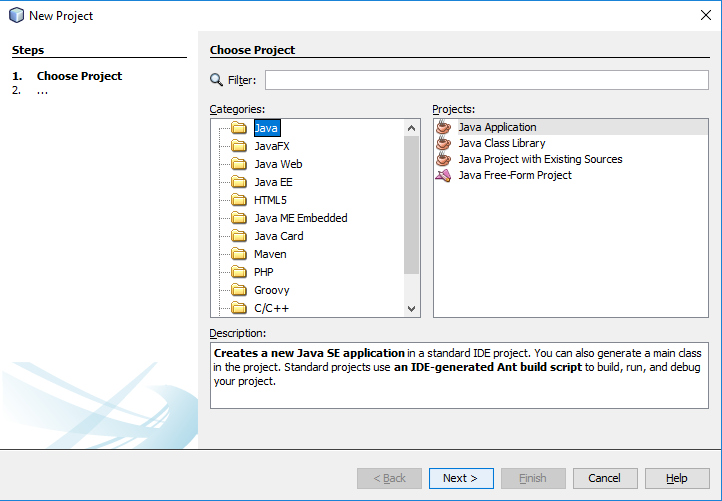 New Project
Steps
1. Choose Project
2. ...
Choose Project
Filter:
Categories:
Java
JavaFX
Java Web
Java EE
HTML5
Java ME Embedded
Java Card
Maven
PHP
Groovy
C/C++
Projects:
Java Application
Java Class Library
Java Project with Existing Sources
Java Free-Form Project
Description:
Creates a new Java SE application in a standard IDE project. You can also generate a main class
in the project. Standard projects use an IDE-generated Ant build script to build, run, and debug
your project.
< Back
Next >
Finish
Cancel
Help